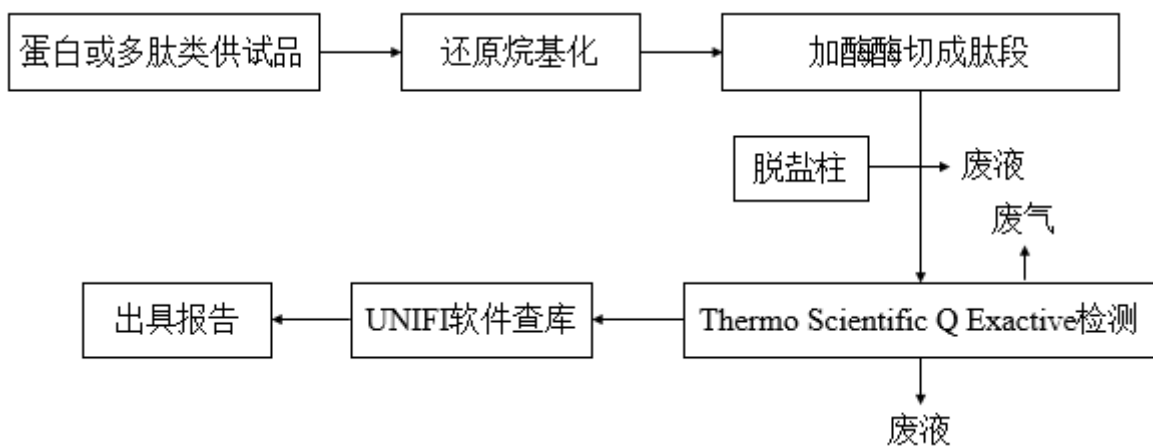 蛋白或多肽类供试品
还原烷基化
加酶酶切成肽段
脱盐柱
废液
废气
出具报告
UNIFI软件查库
Thermo Scientific Q Exactive检测
废液